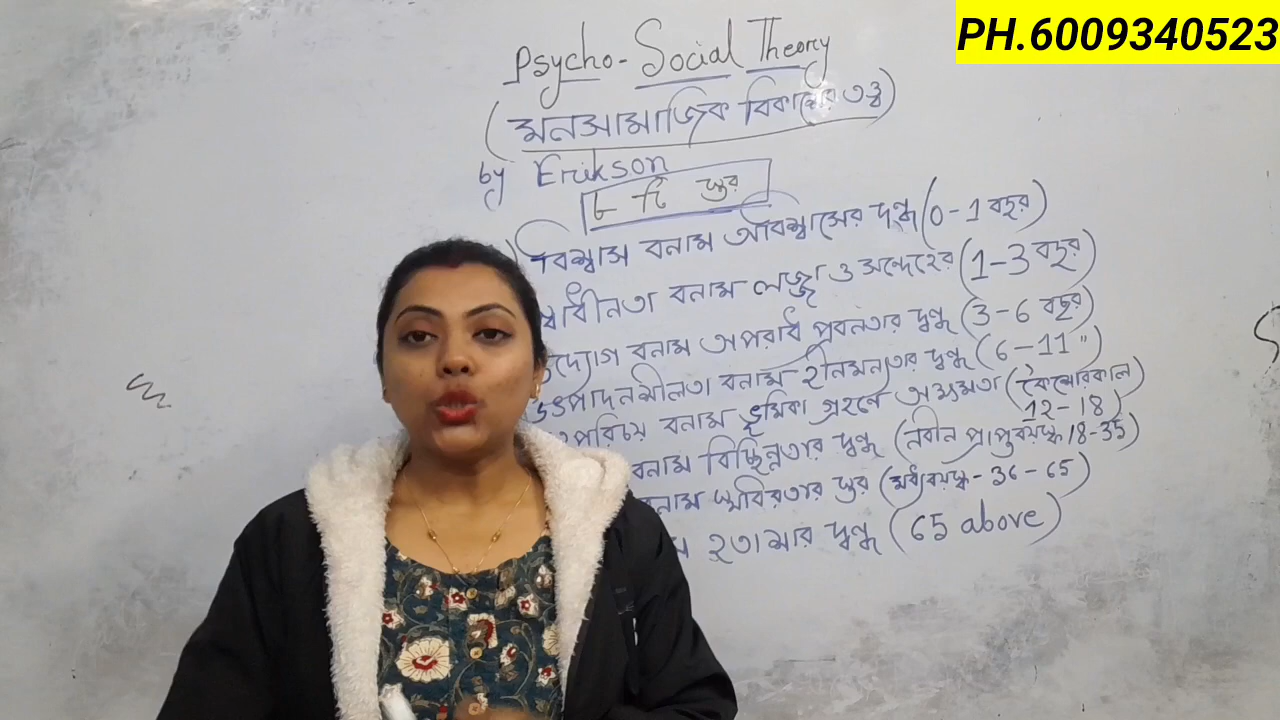 PH.6009340523
Psycho-Social Theory
(মনসামাজিক বিকাশের তত্ত্ব)
by Erikson
৮ টি স্তর
বিশ্বাস বনাম অবিশ্বাসের দ্বন্ধ (0-1 বছর)
স্বাধীনতা বনাম লজ্জা ও সন্দেহের (1-3 বছর)
উদ্যোগ বনাম অপরাধ প্রবনতার দ্বন্ধ (3-6 বছর)
উৎপাদনশীলতা বনাম হীনমন্যতার দ্বন্ধ (6-11 ")
পরিচয় বনাম ভূমিকা গ্রহণে অক্ষমতা (কৈশোরকাল 12-18)
বনাম বিচ্ছিন্নতার দ্বন্ধ (নবীন প্রাপ্তবয়স্ক 18-35)
বনাম স্থবিরতার স্তর (মধ্যবয়স্ক - 36-65)
হতাশার দ্বন্ধ (65 above)